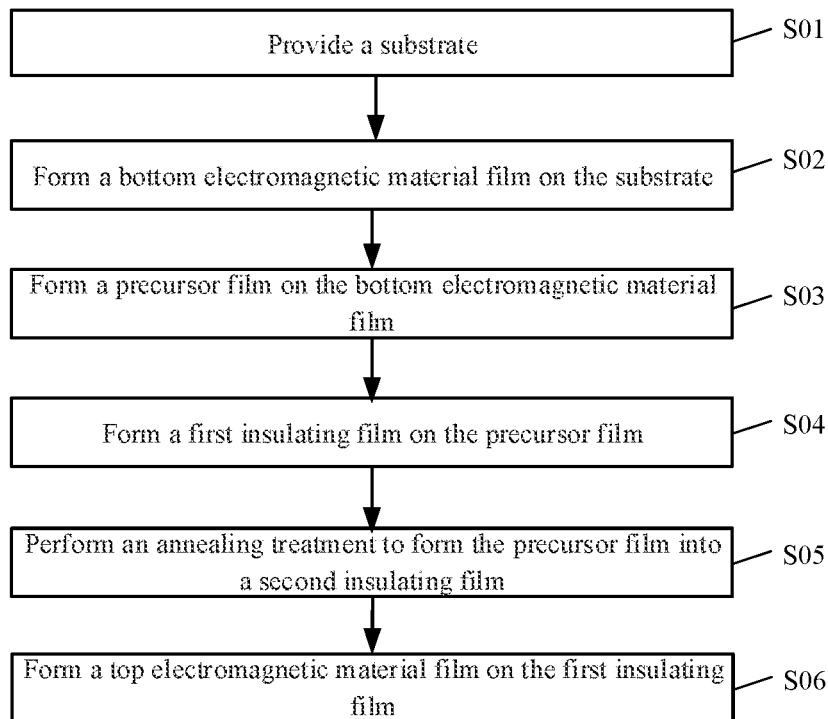 Provide a substrate
S01
Form a bottom electromagnetic material film on the substrate
S02
Form a precursor film on the bottom electromagnetic material
film
S03
Form a first insulating film on the precursor film
S04
Perform an annealing treatment to form the precursor film into
a second insulating film
S05
Form a top electromagnetic material film on the first insulating
film
S06